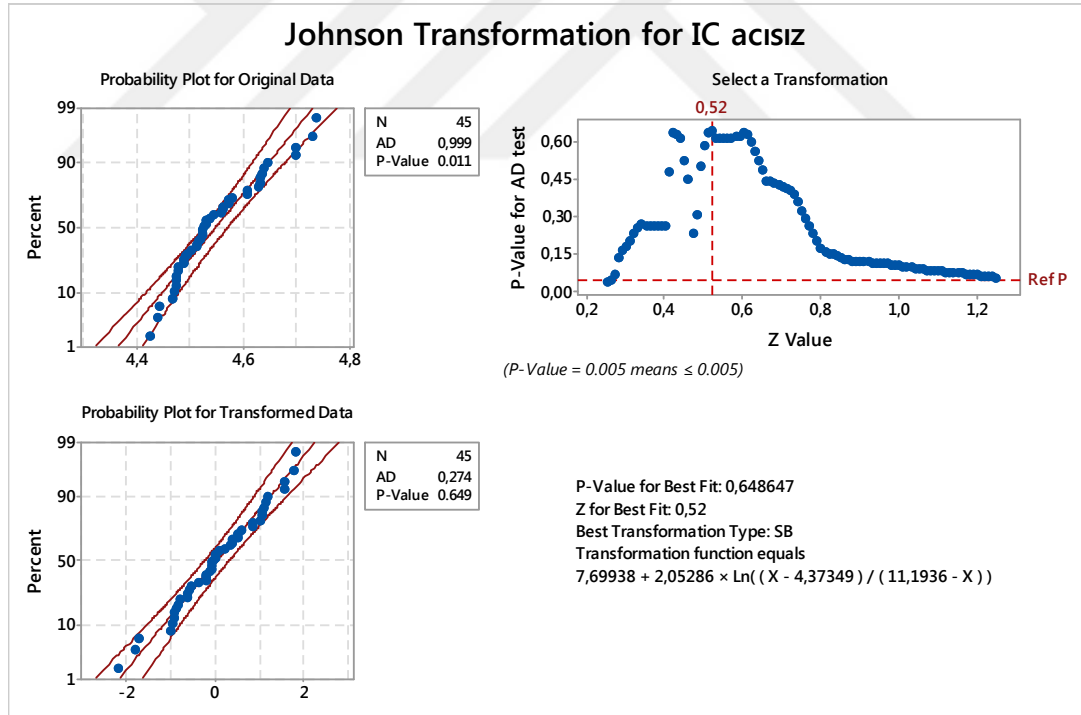 Johnson Transformation for IC acısız
Probability Plot for Original Data
Percent
99
90
50
10
1
4,4
4,6
4,8
N 45
AD 0,999
P-Value 0.011
Select a Transformation
0,52
P-Value for AD test
0,60
0,45
0,30
0,15
0,00
Ref P
0,2
0,4
0,6
0,8
1,0
1,2
Z Value
(P-Value = 0.005 means ≤ 0.005)
Probability Plot for Transformed Data
Percent
99
90
50
10
1
-2
0
2
N 45
AD 0,274
P-Value 0.649
P-Value for Best Fit: 0,648647
Z for Best Fit: 0,52
Best Transformation Type: SB
Transformation function equals
7,69938 + 2,05286 × Ln( ( X - 4,37349 ) / ( 11,1936 - X ) )